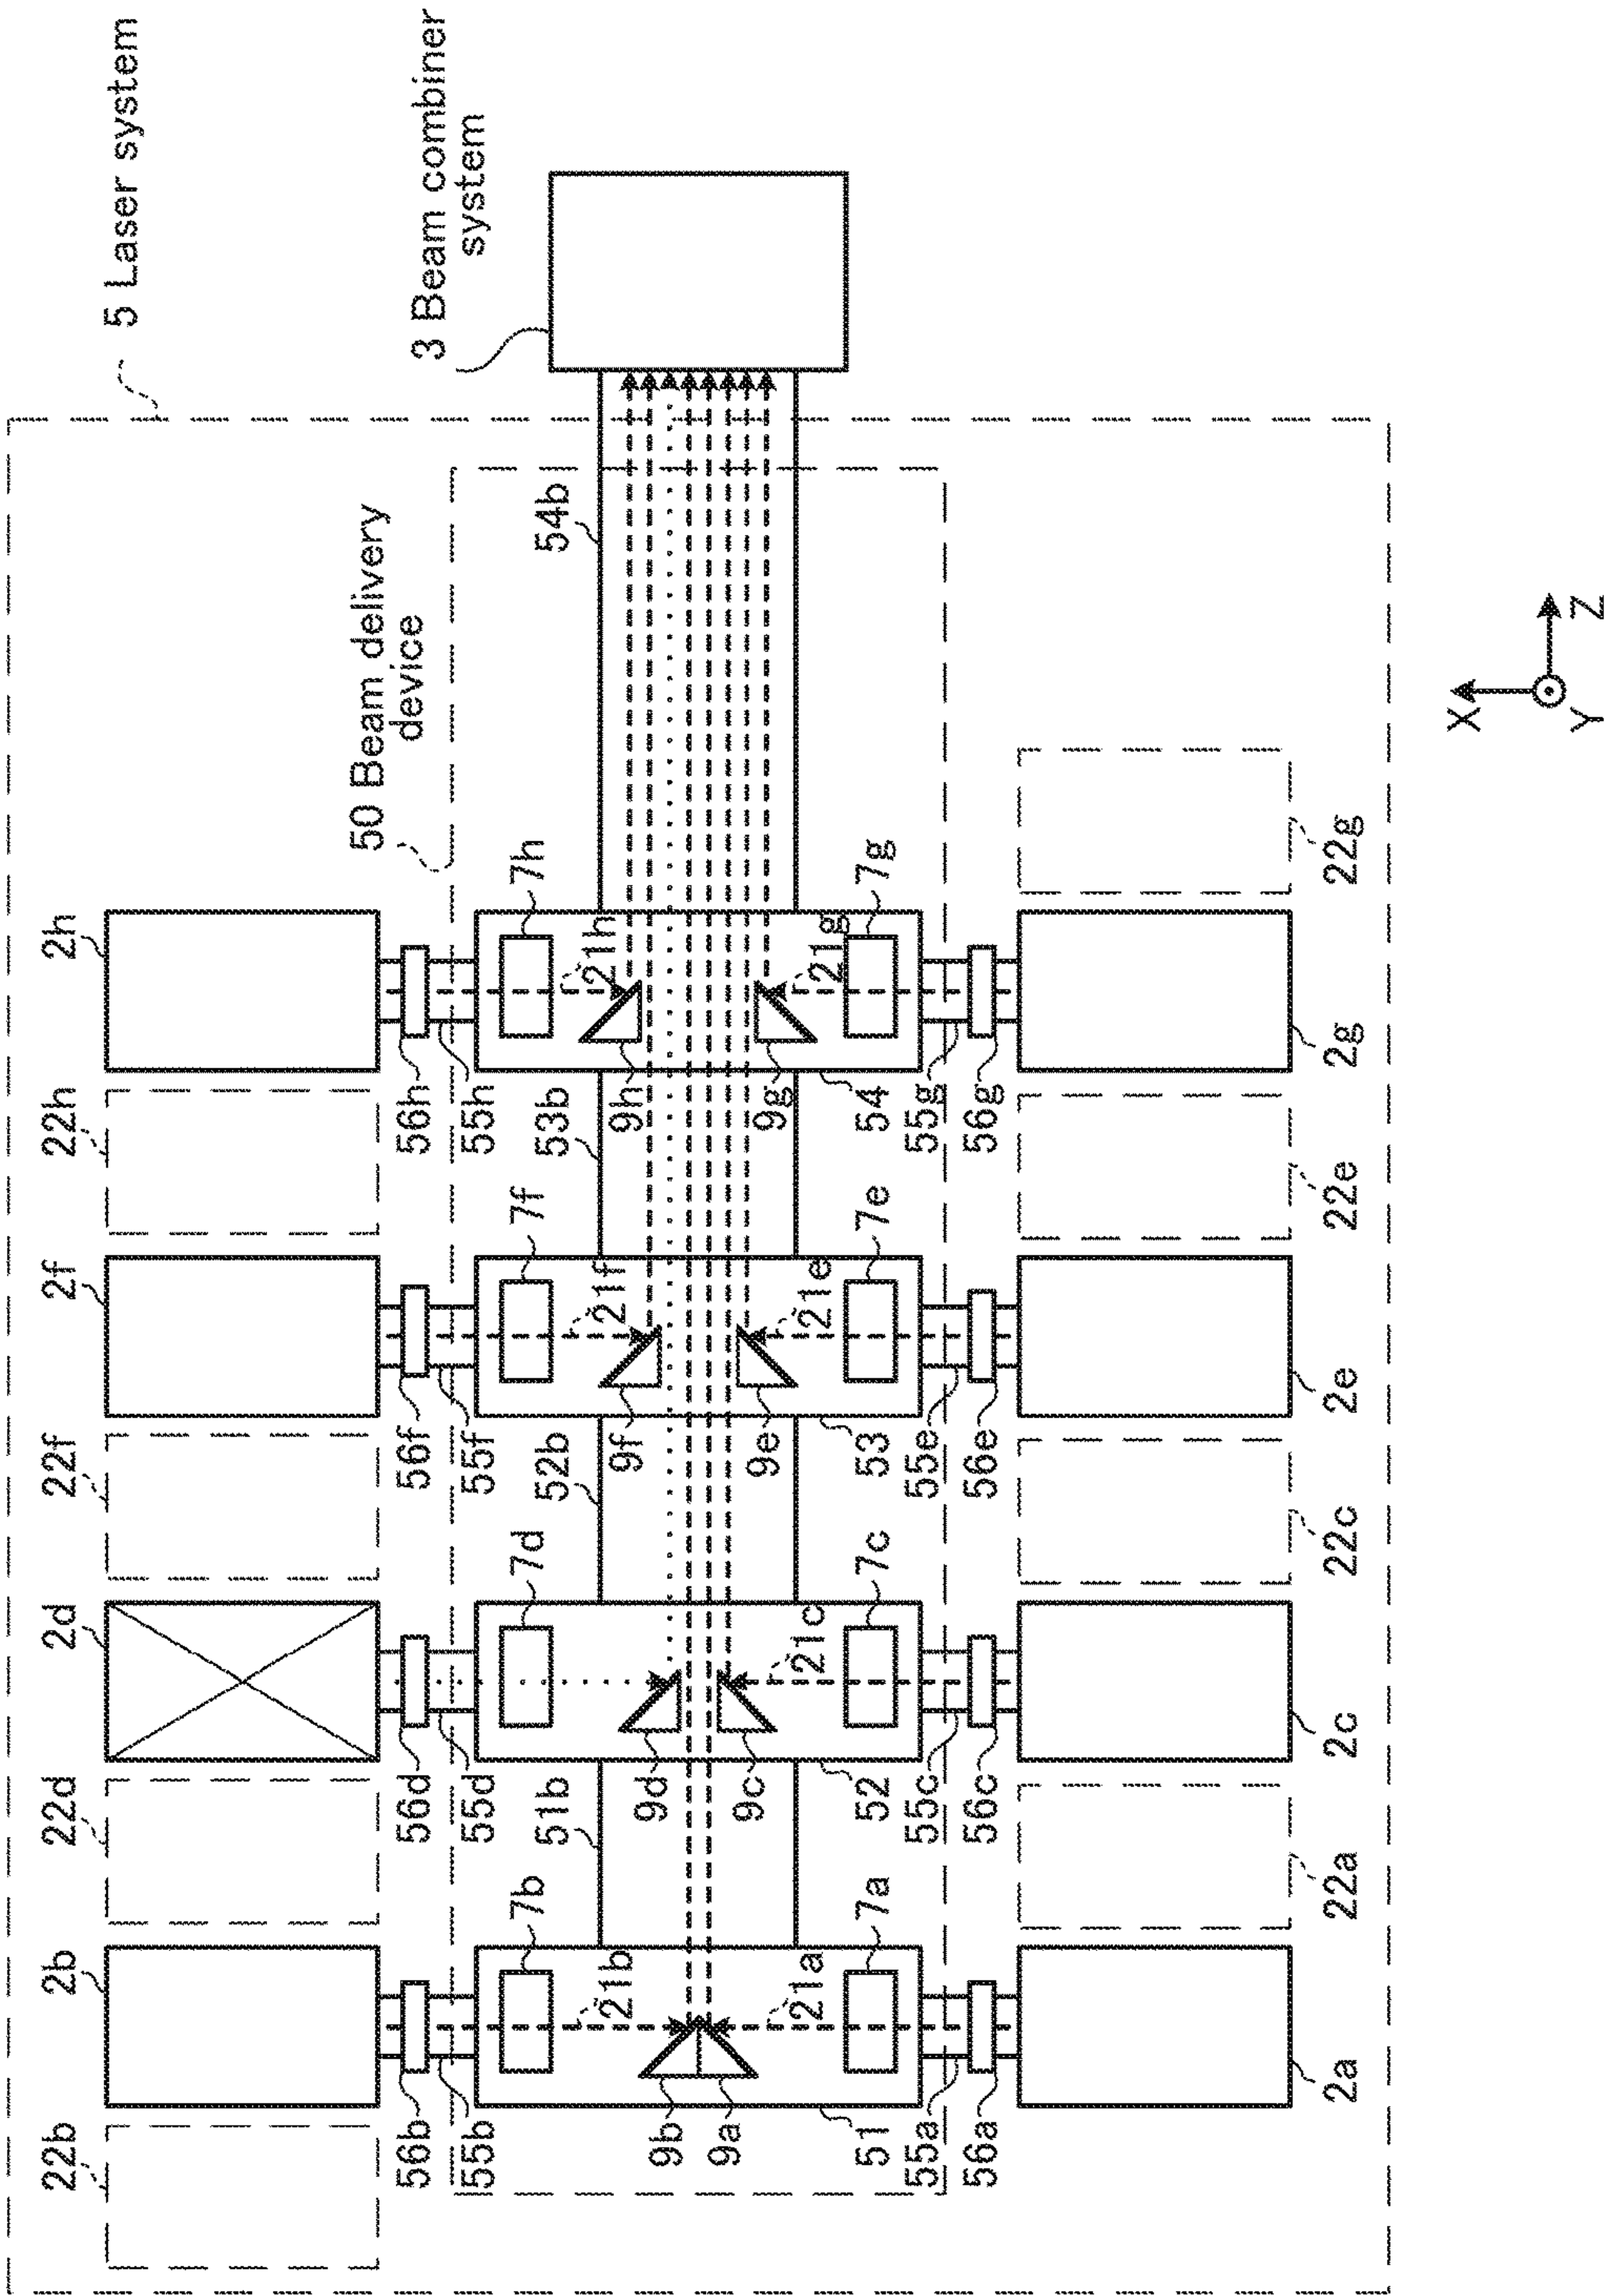 5 Laser system
3 Beam combiner
system
50 Beam delivery
device
54b
22b
2b
22d
2d
22f
2f
22h
2h
56b
55b
56d
55d
56f
55f
56h
55h
51b
52b
53b
7b
7d
7f
7h
21b
21f
21h
9b
9a
9d
9c
9f
9e
9h
9g
21a
21c
21e
21g
7a
7c
7e
7g
51
52
53
54
55a
56a
55c
56c
55e
56e
55g
56g
2a
22a
2c
22c
2e
22e
2g
22g
X
Y
Z